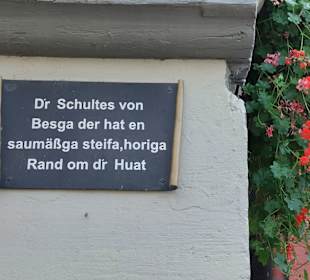 Dr Schultes von
Besga der hat en
saumäßga steifa,horiga
Rand om dr Huat